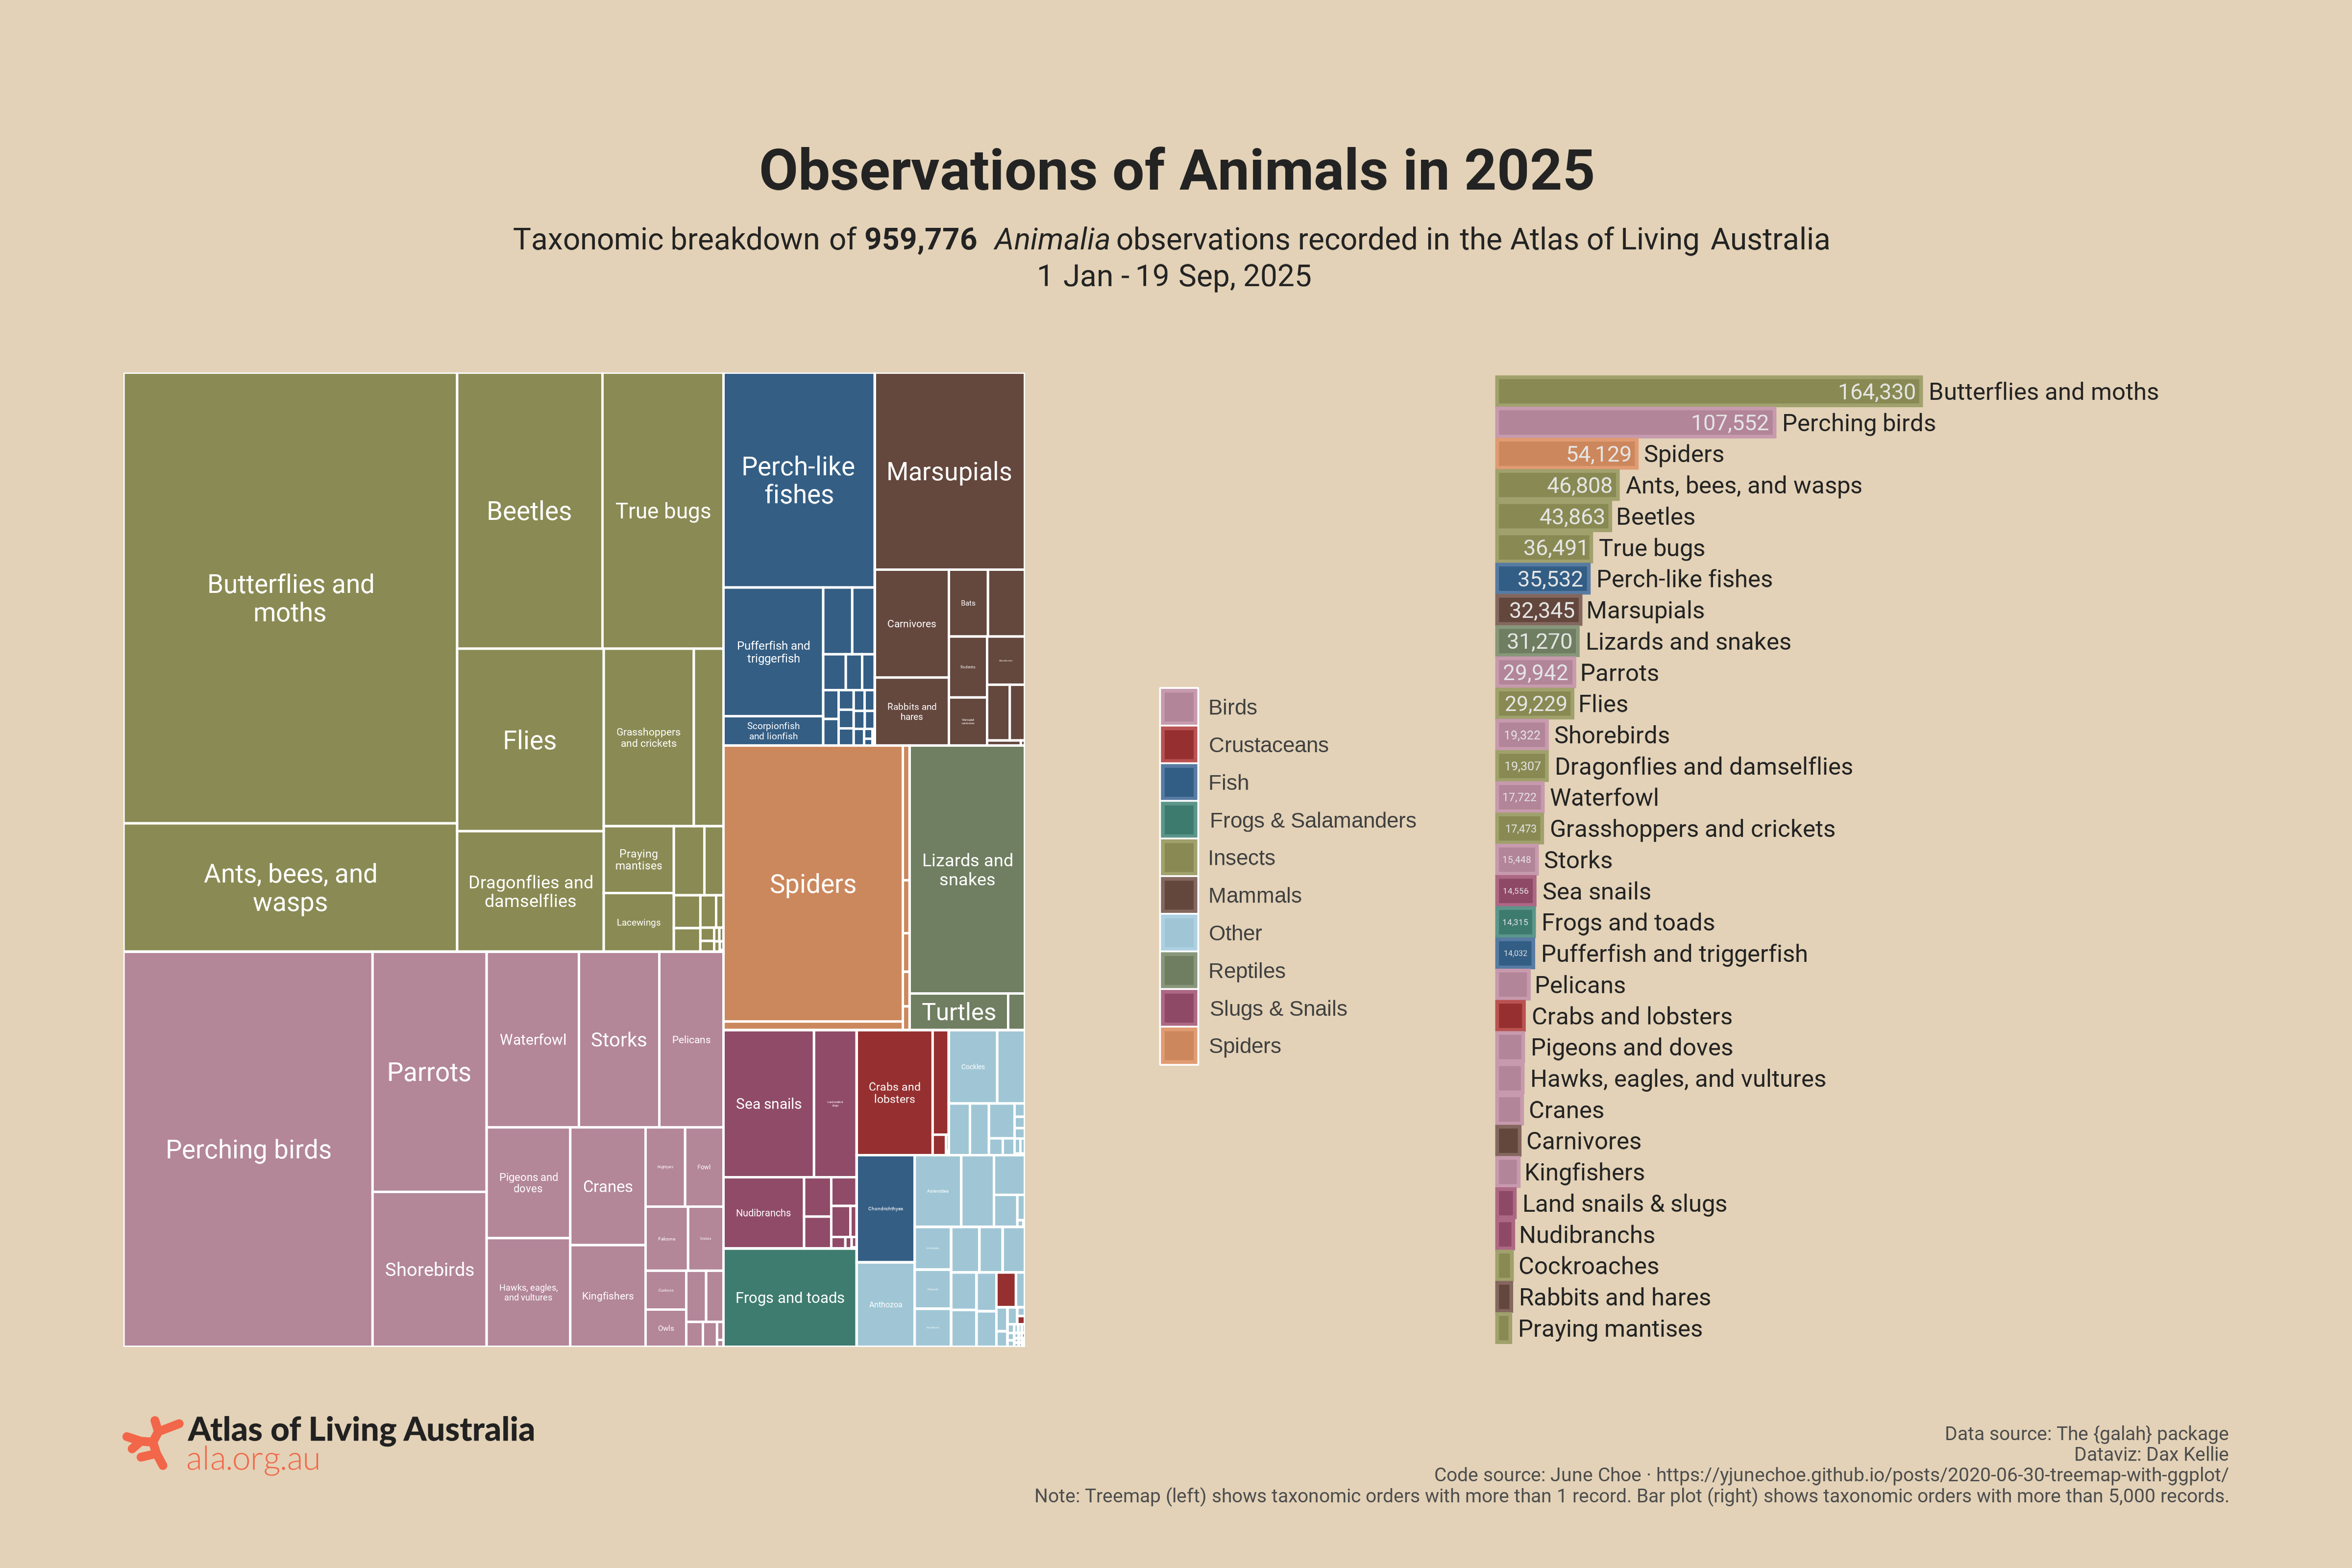 Observations of Animals in 2025
Taxonomic breakdown of 959,776 Animalia observations recorded in the Atlas of Living Australia
1 Jan - 19 Sep, 2025
Butterflies and
moths
Beetles
True bugs
Ants, bees, and
wasps
Flies
Grasshoppers
and crickets
Dragonflies and
damselflies
Praying
mantises
Lacewings
Perching birds
Parrots
Shorebirds
Waterfowl
Storks
Pelicans
Pigeons and
doves
Cranes
Fowl
Hawks, eagles,
and vultures
Kingfishers
Owls
Perch-like
fishes
Pufferfish and
triggerfish
Scorpionfish
and lionfish
Marsupials
Carnivores
Bats
Rabbits and
hares
Spiders
Lizards and
snakes
Turtles
Sea snails
Nudibranchs
Crabs and
lobsters
Cockles
Chondrichthyes
Frogs and toads
Anthozoa
Birds
Crustaceans
Fish
Frogs & Salamanders
Insects
Mammals
Other
Reptiles
Slugs & Snails
Spiders
164,330 Butterflies and moths
107,552 Perching birds
54,129 Spiders
46,808 Ants, bees, and wasps
43,863 Beetles
36,491 True bugs
35,532 Perch-like fishes
32,345 Marsupials
31,270 Lizards and snakes
29,942 Parrots
29,229 Flies
19,322 Shorebirds
19,307 Dragonflies and damselflies
17,722 Waterfowl
17,473 Grasshoppers and crickets
15,448 Storks
14,556 Sea snails
14,315 Frogs and toads
14,032 Pufferfish and triggerfish
Pelicans
Crabs and lobsters
Pigeons and doves
Hawks, eagles, and vultures
Cranes
Carnivores
Kingfishers
Land snails & slugs
Nudibranchs
Cockroaches
Rabbits and hares
Praying mantises
Atlas of Living Australia
ala.org.au
Data source: The {galah} package
Dataviz: Dax Kellie
Code source: June Choe · https://yjunechoe.github.io/posts/2020-06-30-treemap-with-ggplot/
Note: Treemap (left) shows taxonomic orders with more than 1 record. Bar plot (right) shows taxonomic orders with more than 5,000 records.